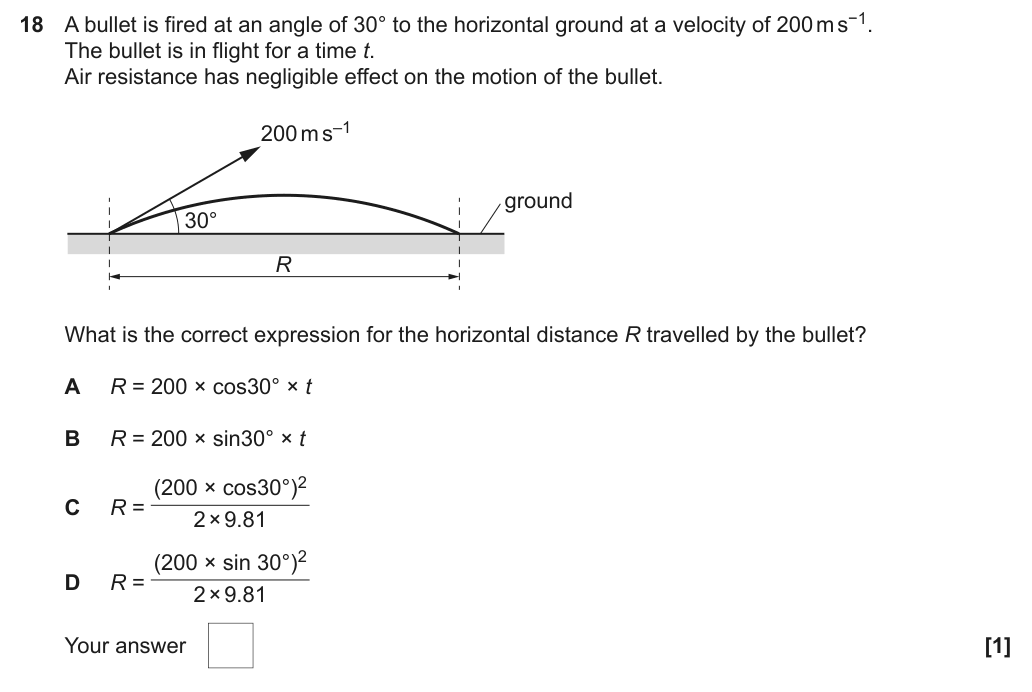 18 A bullet is fired at an angle of 30° to the horizontal ground at a velocity of 200 m s⁻¹.
The bullet is in flight for a time t.
Air resistance has negligible effect on the motion of the bullet.
200 m s⁻¹
ground
30°
R
What is the correct expression for the horizontal distance R travelled by the bullet?
A R = 200 × cos30° × t
B R = 200 × sin30° × t
C R = (200 × cos30°)² / 2 × 9.81
D R = (200 × sin 30°)² / 2 × 9.81
Your answer [1]